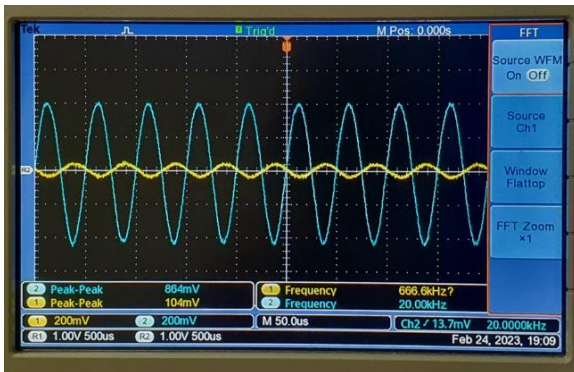 Tek Trig'd M Pos: 0.000s FFT
Source WFM
On Off
Source
Ch1
Window
Flattop
FFT Zoom
×1
R2
2 Peak-Peak 864mV 1 Frequency 666.6kHz?
1 Peak-Peak 104mV 2 Frequency 20.00kHz
1 200mV 2 200mV M 50.0us Ch2 / 13.7mV 20.0000kHz
R1 1.00V 500us R2 1.00V 500us Feb 24, 2023, 19:09